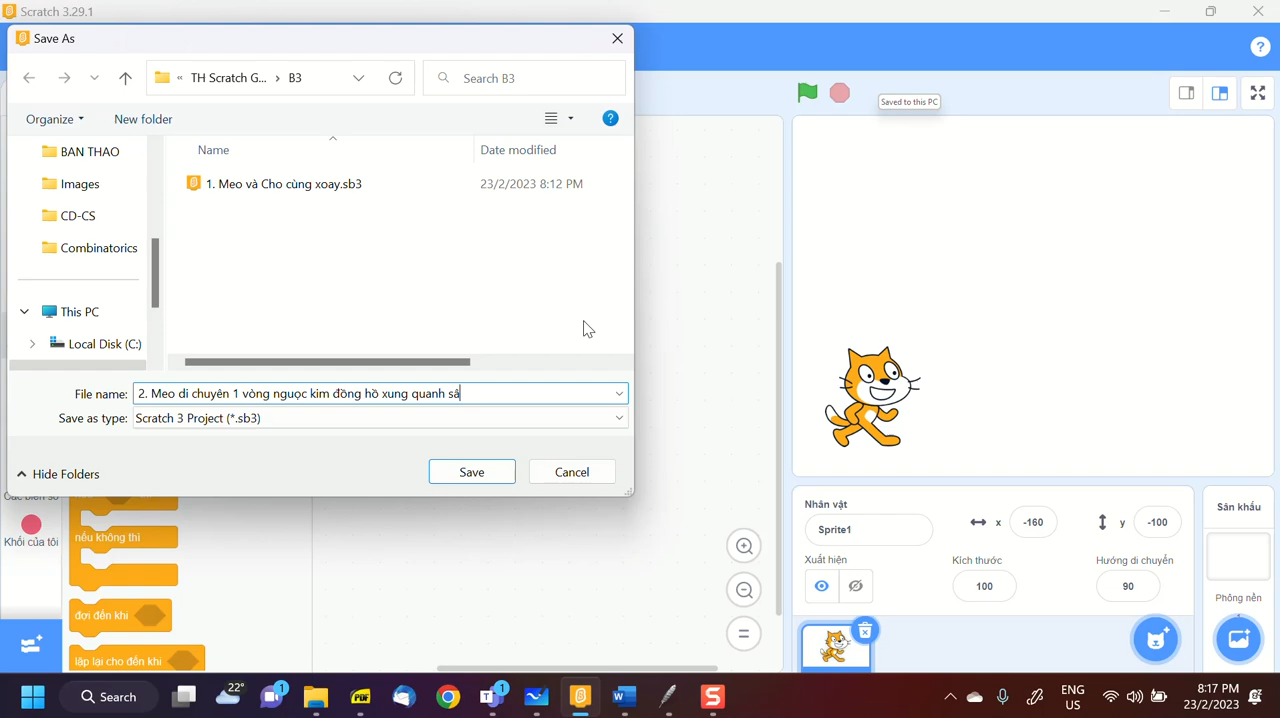 Scratch 3.29.1
Save As
« TH Scratch G... › B3
Search B3
Organize
New folder
Saved to this PC
Name
Date modified
BAN THAO
1. Meo và Cho cùng xoay.sb3
23/2/2023 8:12 PM
Images
CD-CS
Combinatorics
This PC
Local Disk (C:)
File name:
2. Meo di chuyên 1 vòng nguọc kim đồng hồ xung quanh sâ
Save as type:
Scratch 3 Project (*.sb3)
Hide Folders
Save
Cancel
Khối của tôi
nếu không thì
đợi đến khi
lặp lại cho đến khi
Nhân vật
Sprite1
x
-160
y
-100
Xuất hiện
Kích thước
100
Hướng di chuyển
90
Sân khấu
Phông nền
22°
Search
1
PDF
1
ENG
US
8:17 PM
23/2/2023